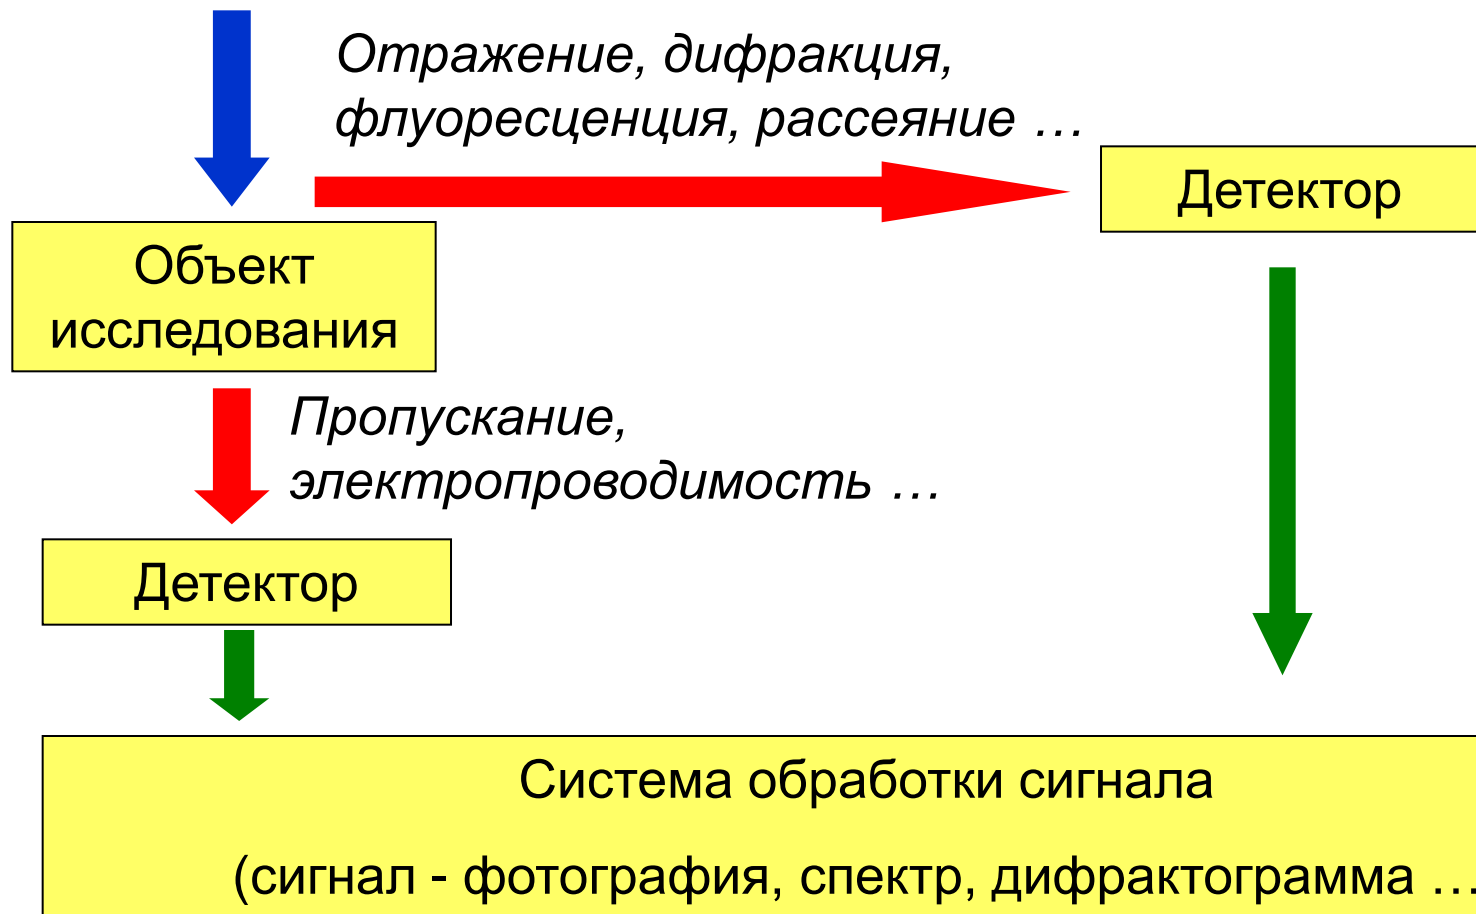 Отражение, дифракция,
флуоресценция, рассеяние …
Детектор
Объект
исследования
Пропускание,
электропроводимость …
Детектор
Система обработки сигнала
(сигнал - фотография, спектр, дифрактограмма …